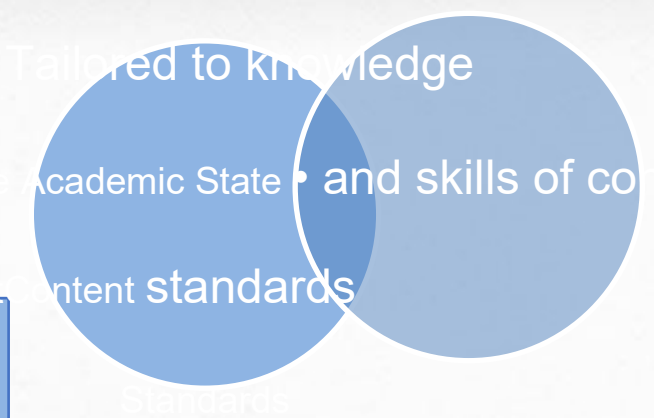 Tailored to knowledge
Academic State • and skills of
Content standards
Standards